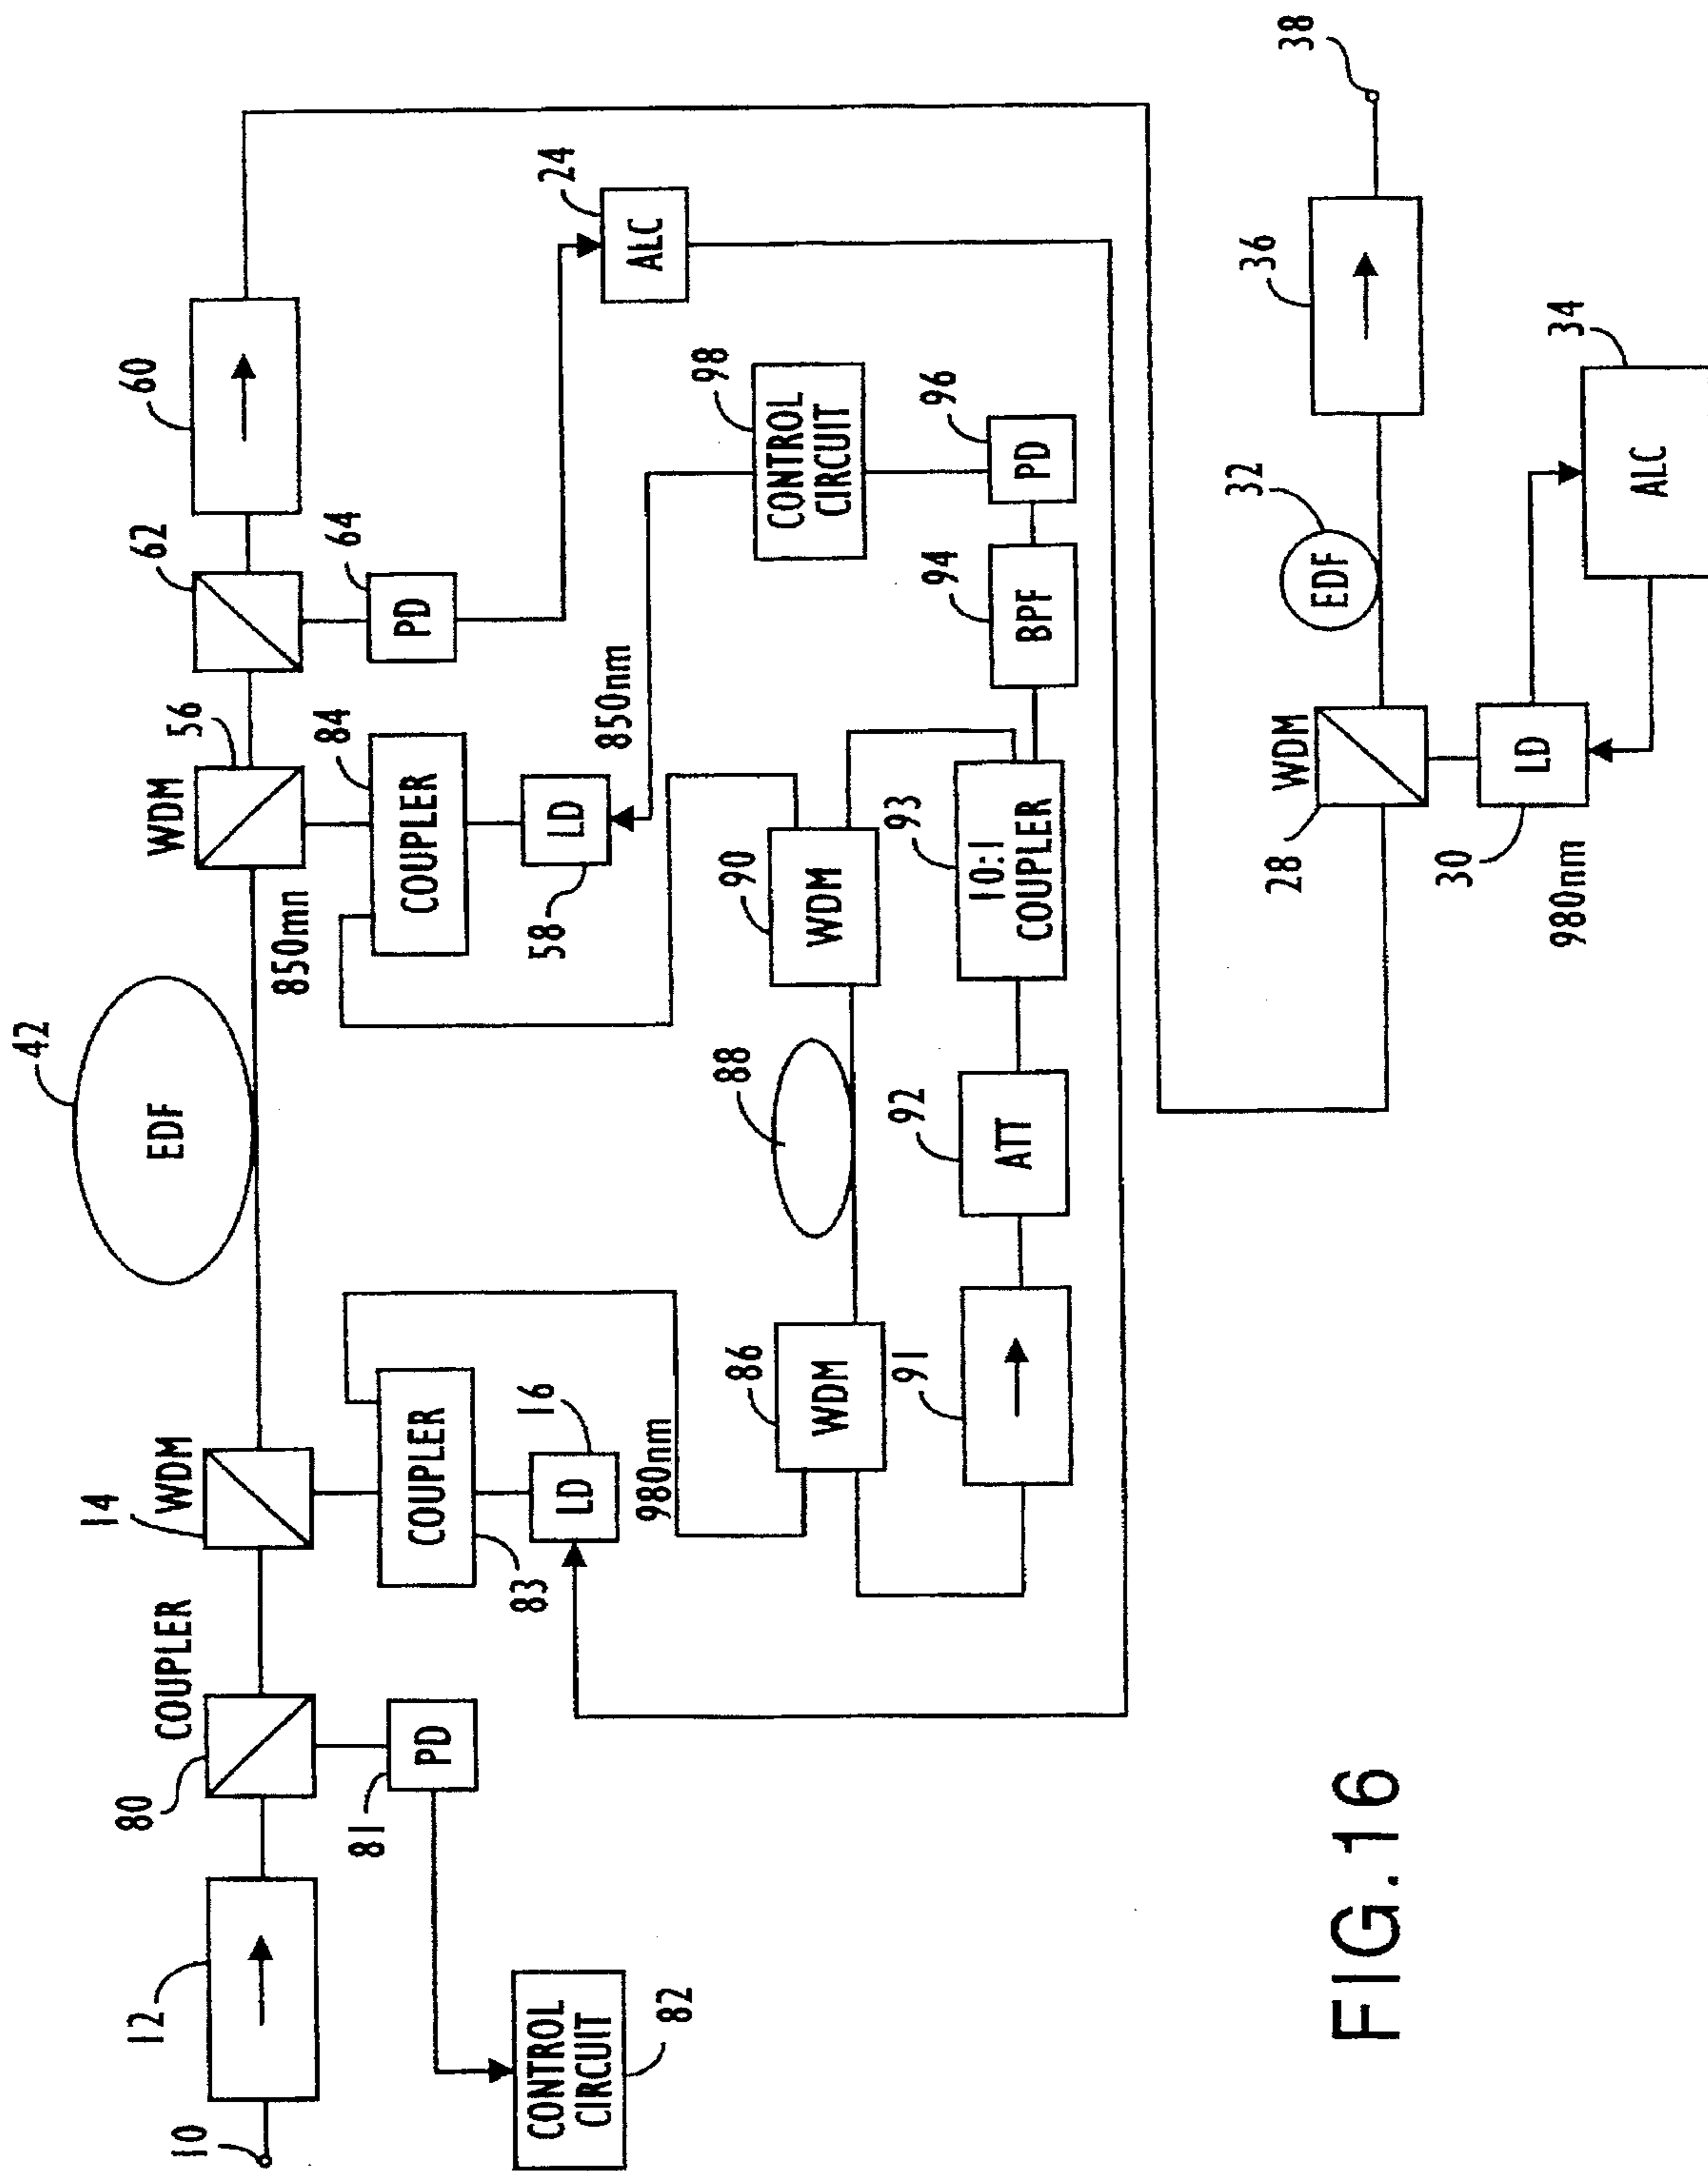 42
EDF
14
WDM
COUPLER
80
12
10
850mn
WDM
56
62
60
COUPLER
83
COUPLER
84
PD
81
PD
64
LD
16
980nm
LD
58
850nm
ALC
24
CONTROL
CIRCUIT
82
WDM
86
88
WDM
90
CONTROL
CIRCUIT
98
91
ATT
92
10:1
COUPLER
93
BPF
94
PD
96
WDM
28
EDF
32
36
38
LD
30
980nm
ALC
34
FIG.16